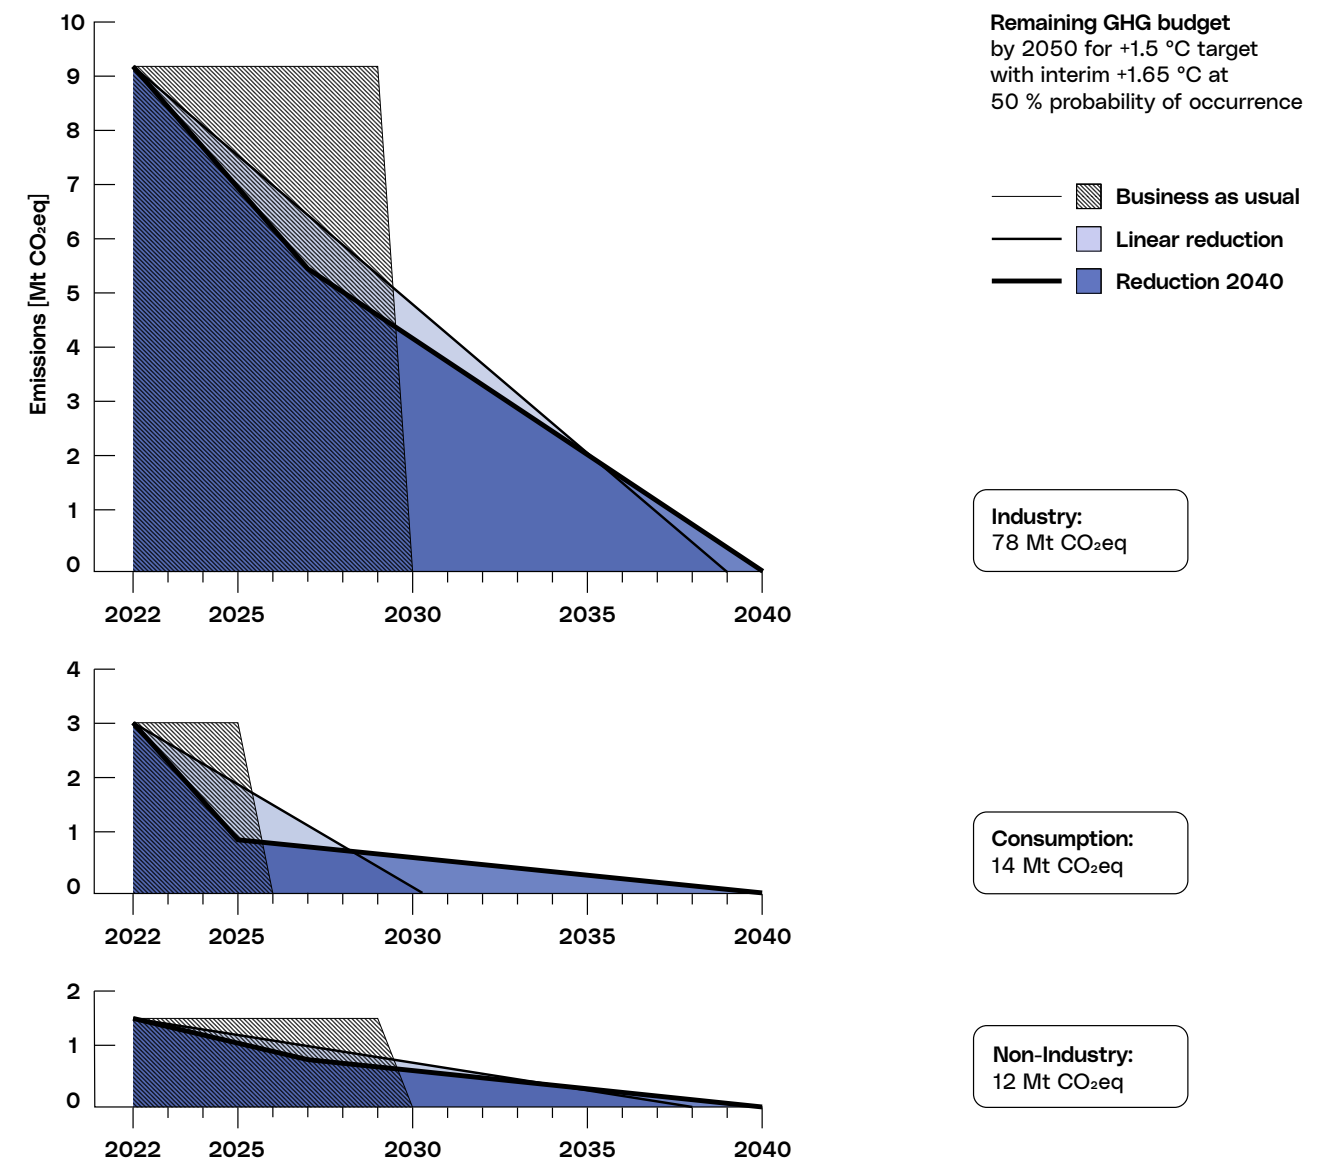 Remaining GHG budget
by 2050 for +1.5 °C target
with interim +1.65 °C at
50 % probability of occurrence
Business as usual
Linear reduction
Reduction 2040
Emissions [Mt CO₂eq]
10
9
8
7
6
5
4
3
2
1
0
2022 2025 2030 2035 2040
Industry:
78 Mt CO₂eq
4
3
2
1
0
2022 2025 2030 2035 2040
Consumption:
14 Mt CO₂eq
2
1
0
2022 2025 2030 2035 2040
Non-Industry:
12 Mt CO₂eq